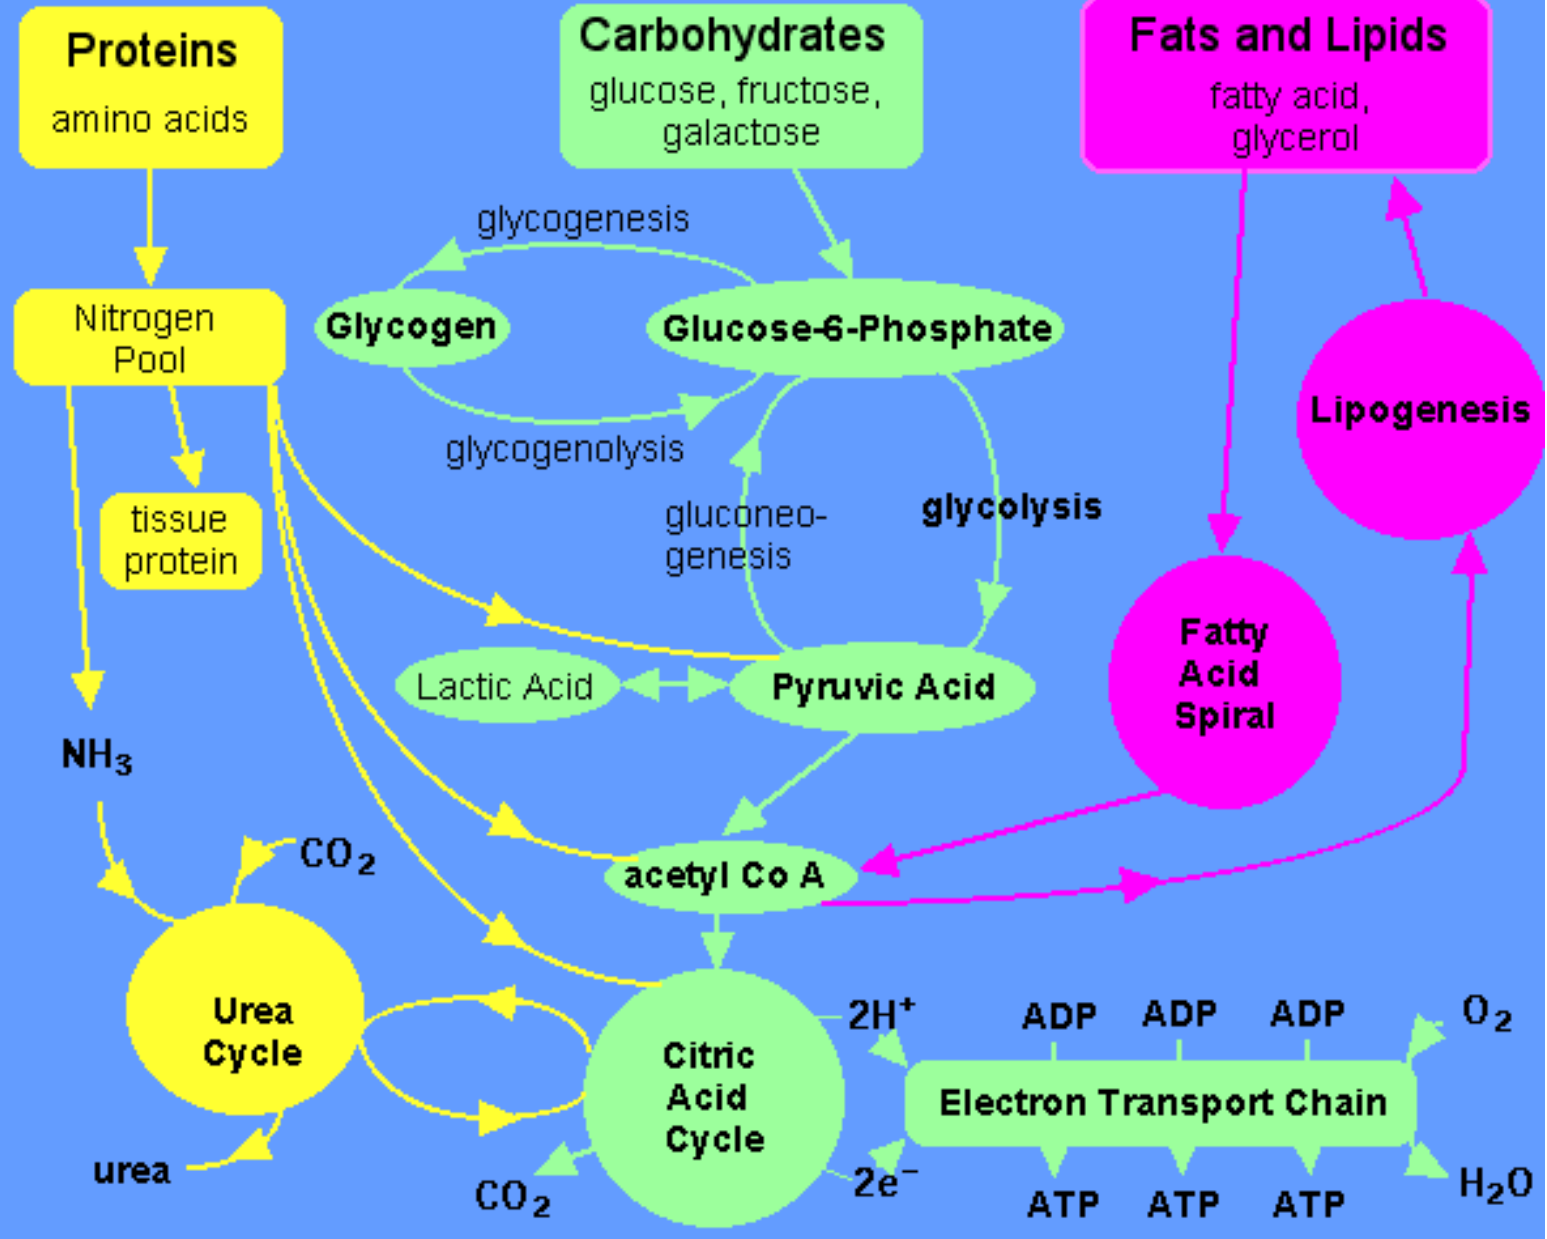 Proteins
amino acids
Carbohydrates
glucose, fructose,
galactose
Fats and Lipids
fatty acid,
glycerol
glycogenesis
Nitrogen
Pool
Glycogen
Glucose-6-Phosphate
Lipogenesis
glycogenolysis
tissue
protein
gluconeo-
genesis
glycolysis
Fatty
Acid
Spiral
Lactic Acid
Pyruvic Acid
NH₃
CO₂
acetyl Co A
Urea
Cycle
Citric
Acid
Cycle
2H⁺
ADP
ADP
ADP
O₂
Electron Transport Chain
urea
CO₂
2e⁻
ATP
ATP
ATP
H₂O